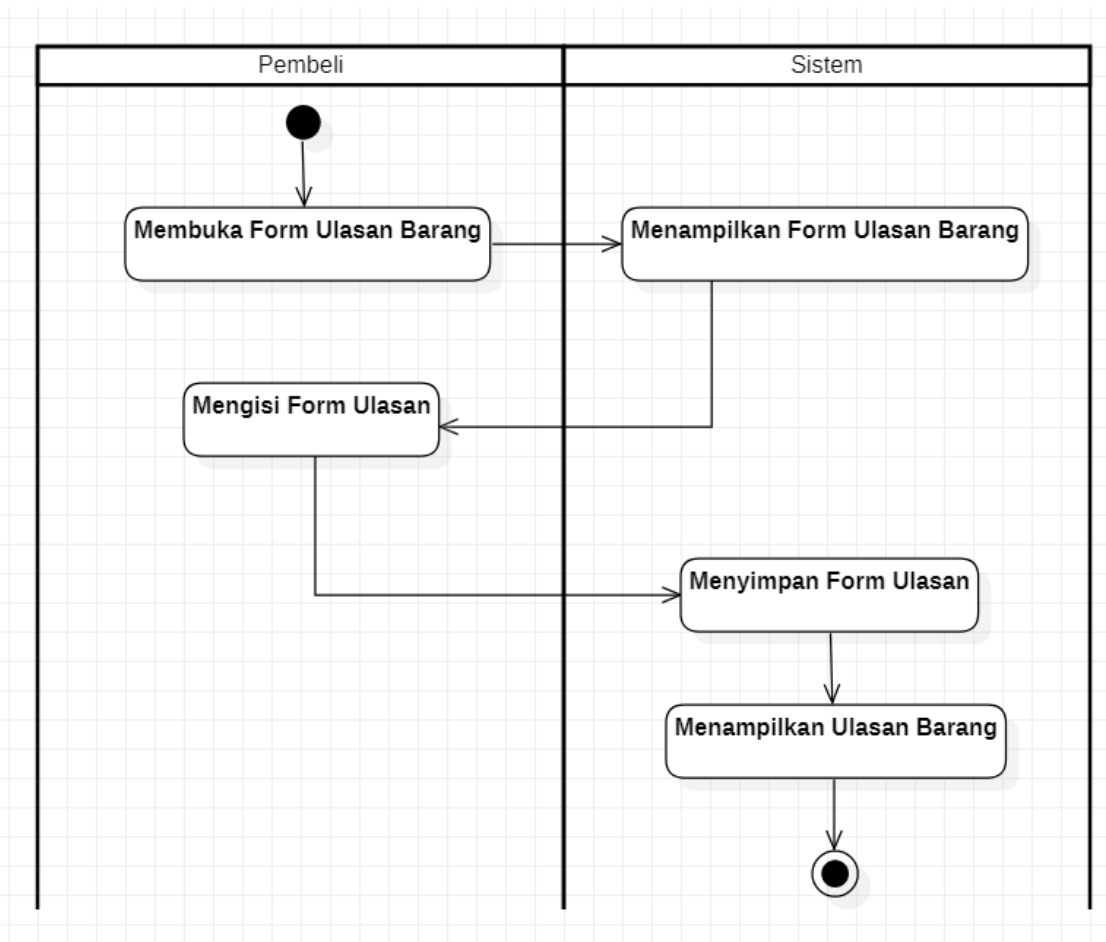 Pembeli
Sistem
Membuka Form Ulasan Barang
Menampilkan Form Ulasan Barang
Mengisi Form Ulasan
Menyimpan Form Ulasan
Menampilkan Ulasan Barang